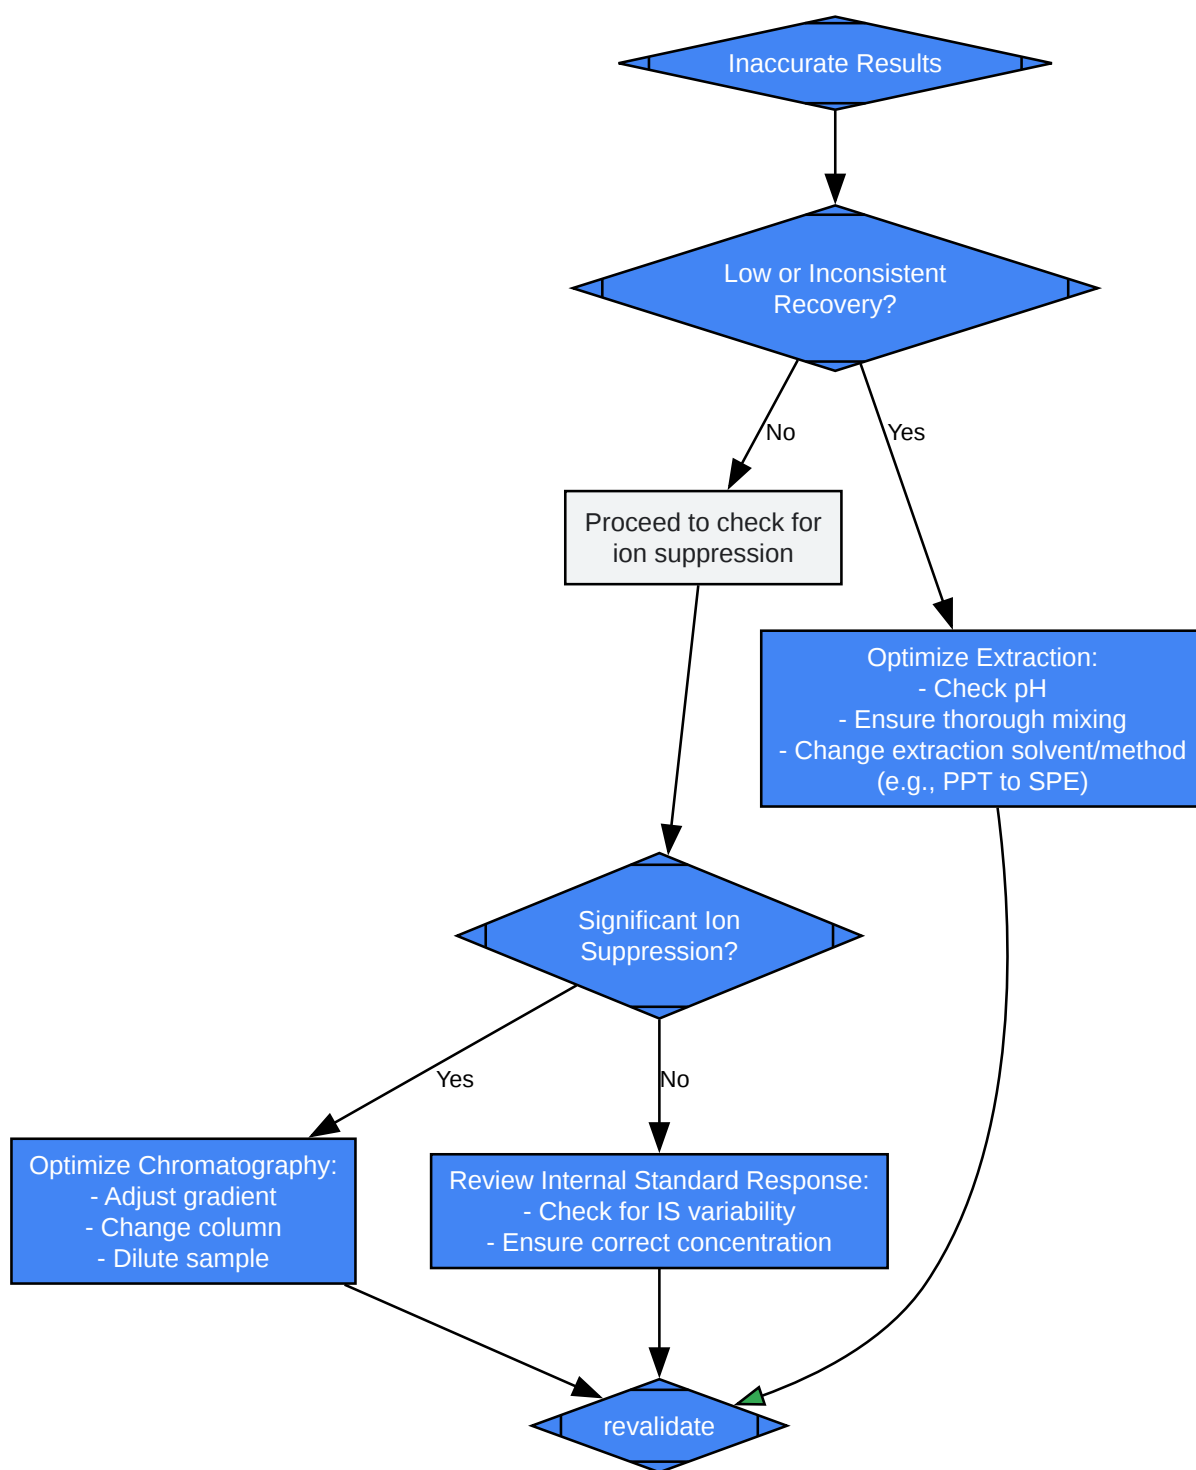 Inaccurate Results
Low or Inconsistent
Recovery?
No
Yes
Proceed to check for
ion suppression
Optimize Extraction:
- Check pH
- Ensure thorough mixing
- Change extraction solvent/method
(e.g., PPT to SPE)
Significant Ion
Suppression?
Yes
No
Optimize Chromatography:
- Adjust gradient
- Change column
- Dilute sample
Review Internal Standard Response:
- Check for IS variability
- Ensure correct concentration
revalidate